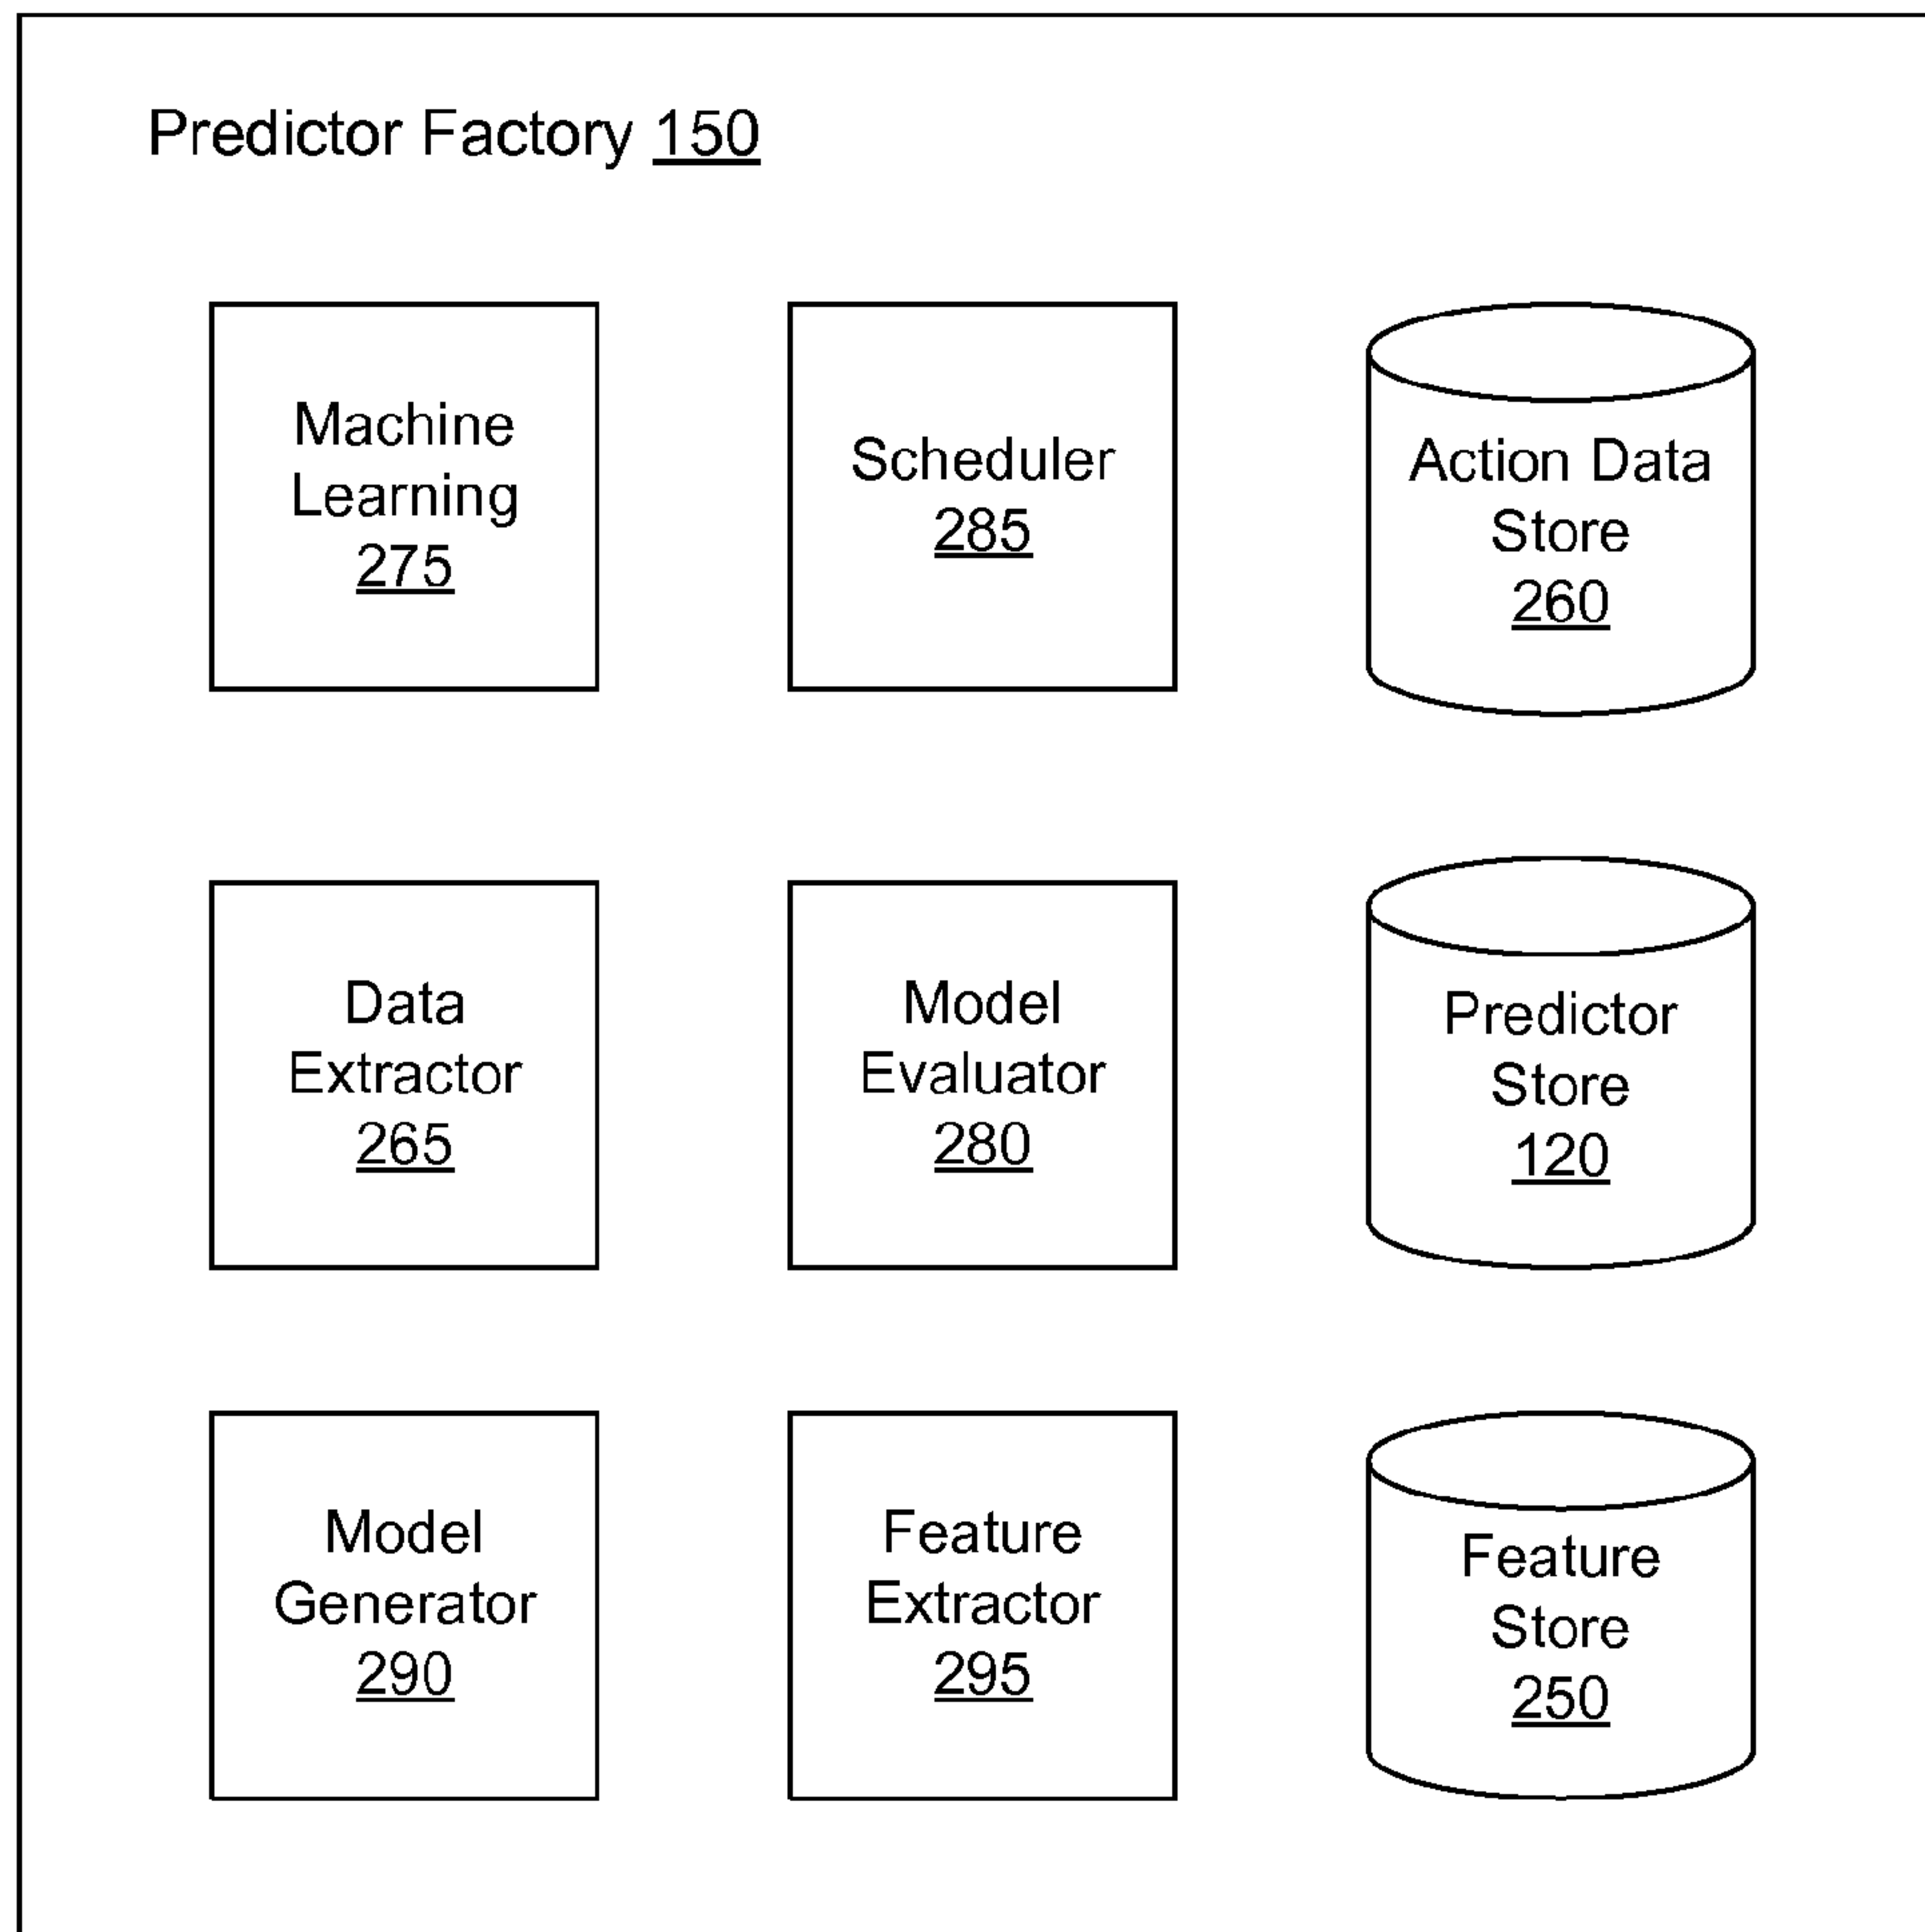 Predictor Factory 150
Machine
Learning
275
Scheduler
285
Action Data
Store
260
Data
Extractor
265
Model
Evaluator
280
Predictor
Store
120
Model
Generator
290
Feature
Extractor
295
Feature
Store
250